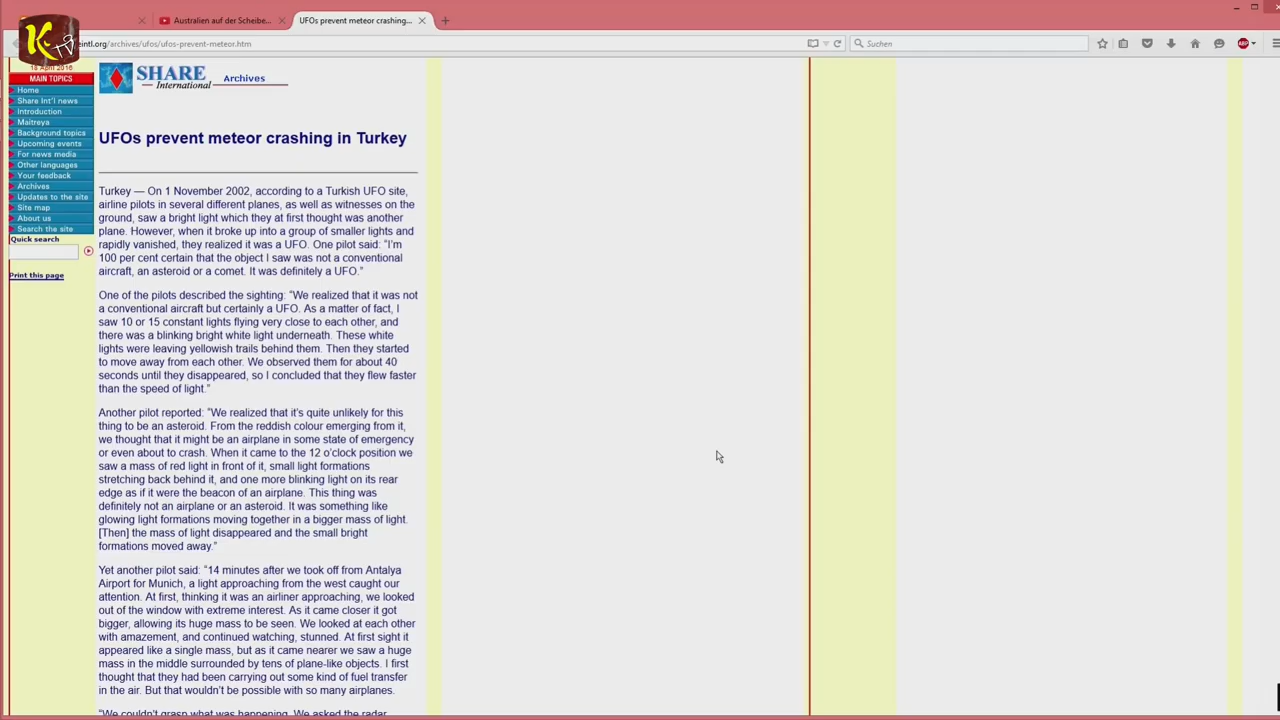 Australien auf der Scheibe...
UFOs prevent meteor crashing...
eintl.org/archives/ufos/ufos-prevent-meteor.htm
Suchen
ABP
K
MAIN TOPICS
Home
Share Int'l news
Introduction
Maitreya
Background topics
Upcoming events
For news media
Other languages
Your feedback
Archives
Updates to the site
Site map
About us
Search the site
Quick search
Print this page
SHARE
International
Archives
UFOs prevent meteor crashing in Turkey
Turkey — On 1 November 2002, according to a Turkish UFO site,
airline pilots in several different planes, as well as witnesses on the
ground, saw a bright light which they at first thought was another
plane. However, when it broke up into a group of smaller lights and
rapidly vanished, they realized it was a UFO. One pilot said: “I’m
100 per cent certain that the object I saw was not a conventional
aircraft, an asteroid or a comet. It was definitely a UFO.”
One of the pilots described the sighting: “We realized that it was not
a conventional aircraft but certainly a UFO. As a matter of fact, I
saw 10 or 15 constant lights flying very close to each other, and
there was a blinking bright white light underneath. These white
lights were leaving yellowish trails behind them. Then they started
to move away from each other. We observed them for about 40
seconds until they disappeared, so I concluded that they flew faster
than the speed of light.”
Another pilot reported: “We realized that it’s quite unlikely for this
thing to be an asteroid. From the reddish colour emerging from it,
we thought that it might be an airplane in some state of emergency
or even about to crash. When it came to the 12 o’clock position we
saw a mass of red light in front of it, small light formations
stretching back behind it, and one more blinking light on its rear
edge as if it were the beacon of an airplane. This thing was
definitely not an airplane or an asteroid. It was something like
glowing light formations moving together in a bigger mass of light.
[Then] the mass of light disappeared and the small bright
formations moved away.”
Yet another pilot said: “14 minutes after we took off from Antalya
Airport for Munich, a light approaching from the west caught our
attention. At first, thinking it was an airliner approaching, we looked
out of the window with extreme interest. As it came closer it got
bigger, allowing its huge mass to be seen. We looked at each other
with amazement, and continued watching, stunned. At first sight it
appeared like a single mass, but as it came nearer we saw a huge
mass in the middle surrounded by tens of plane-like objects. I first
thought that they had been carrying out some kind of fuel transfer
in the air. But that wouldn’t be possible with so many airplanes.
“We couldn’t grasp what was happening. We asked the radar